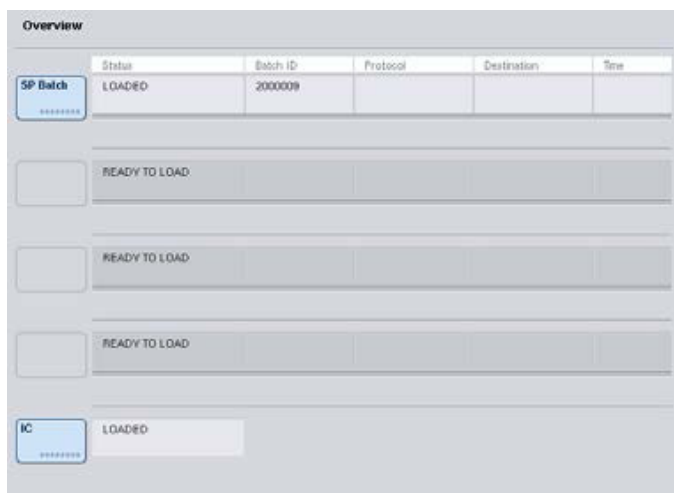 Overview
Status Batch ID Protocol Destination Time
SP Batch LOADED 2000009
READY TO LOAD
READY TO LOAD
READY TO LOAD
IC LOADED